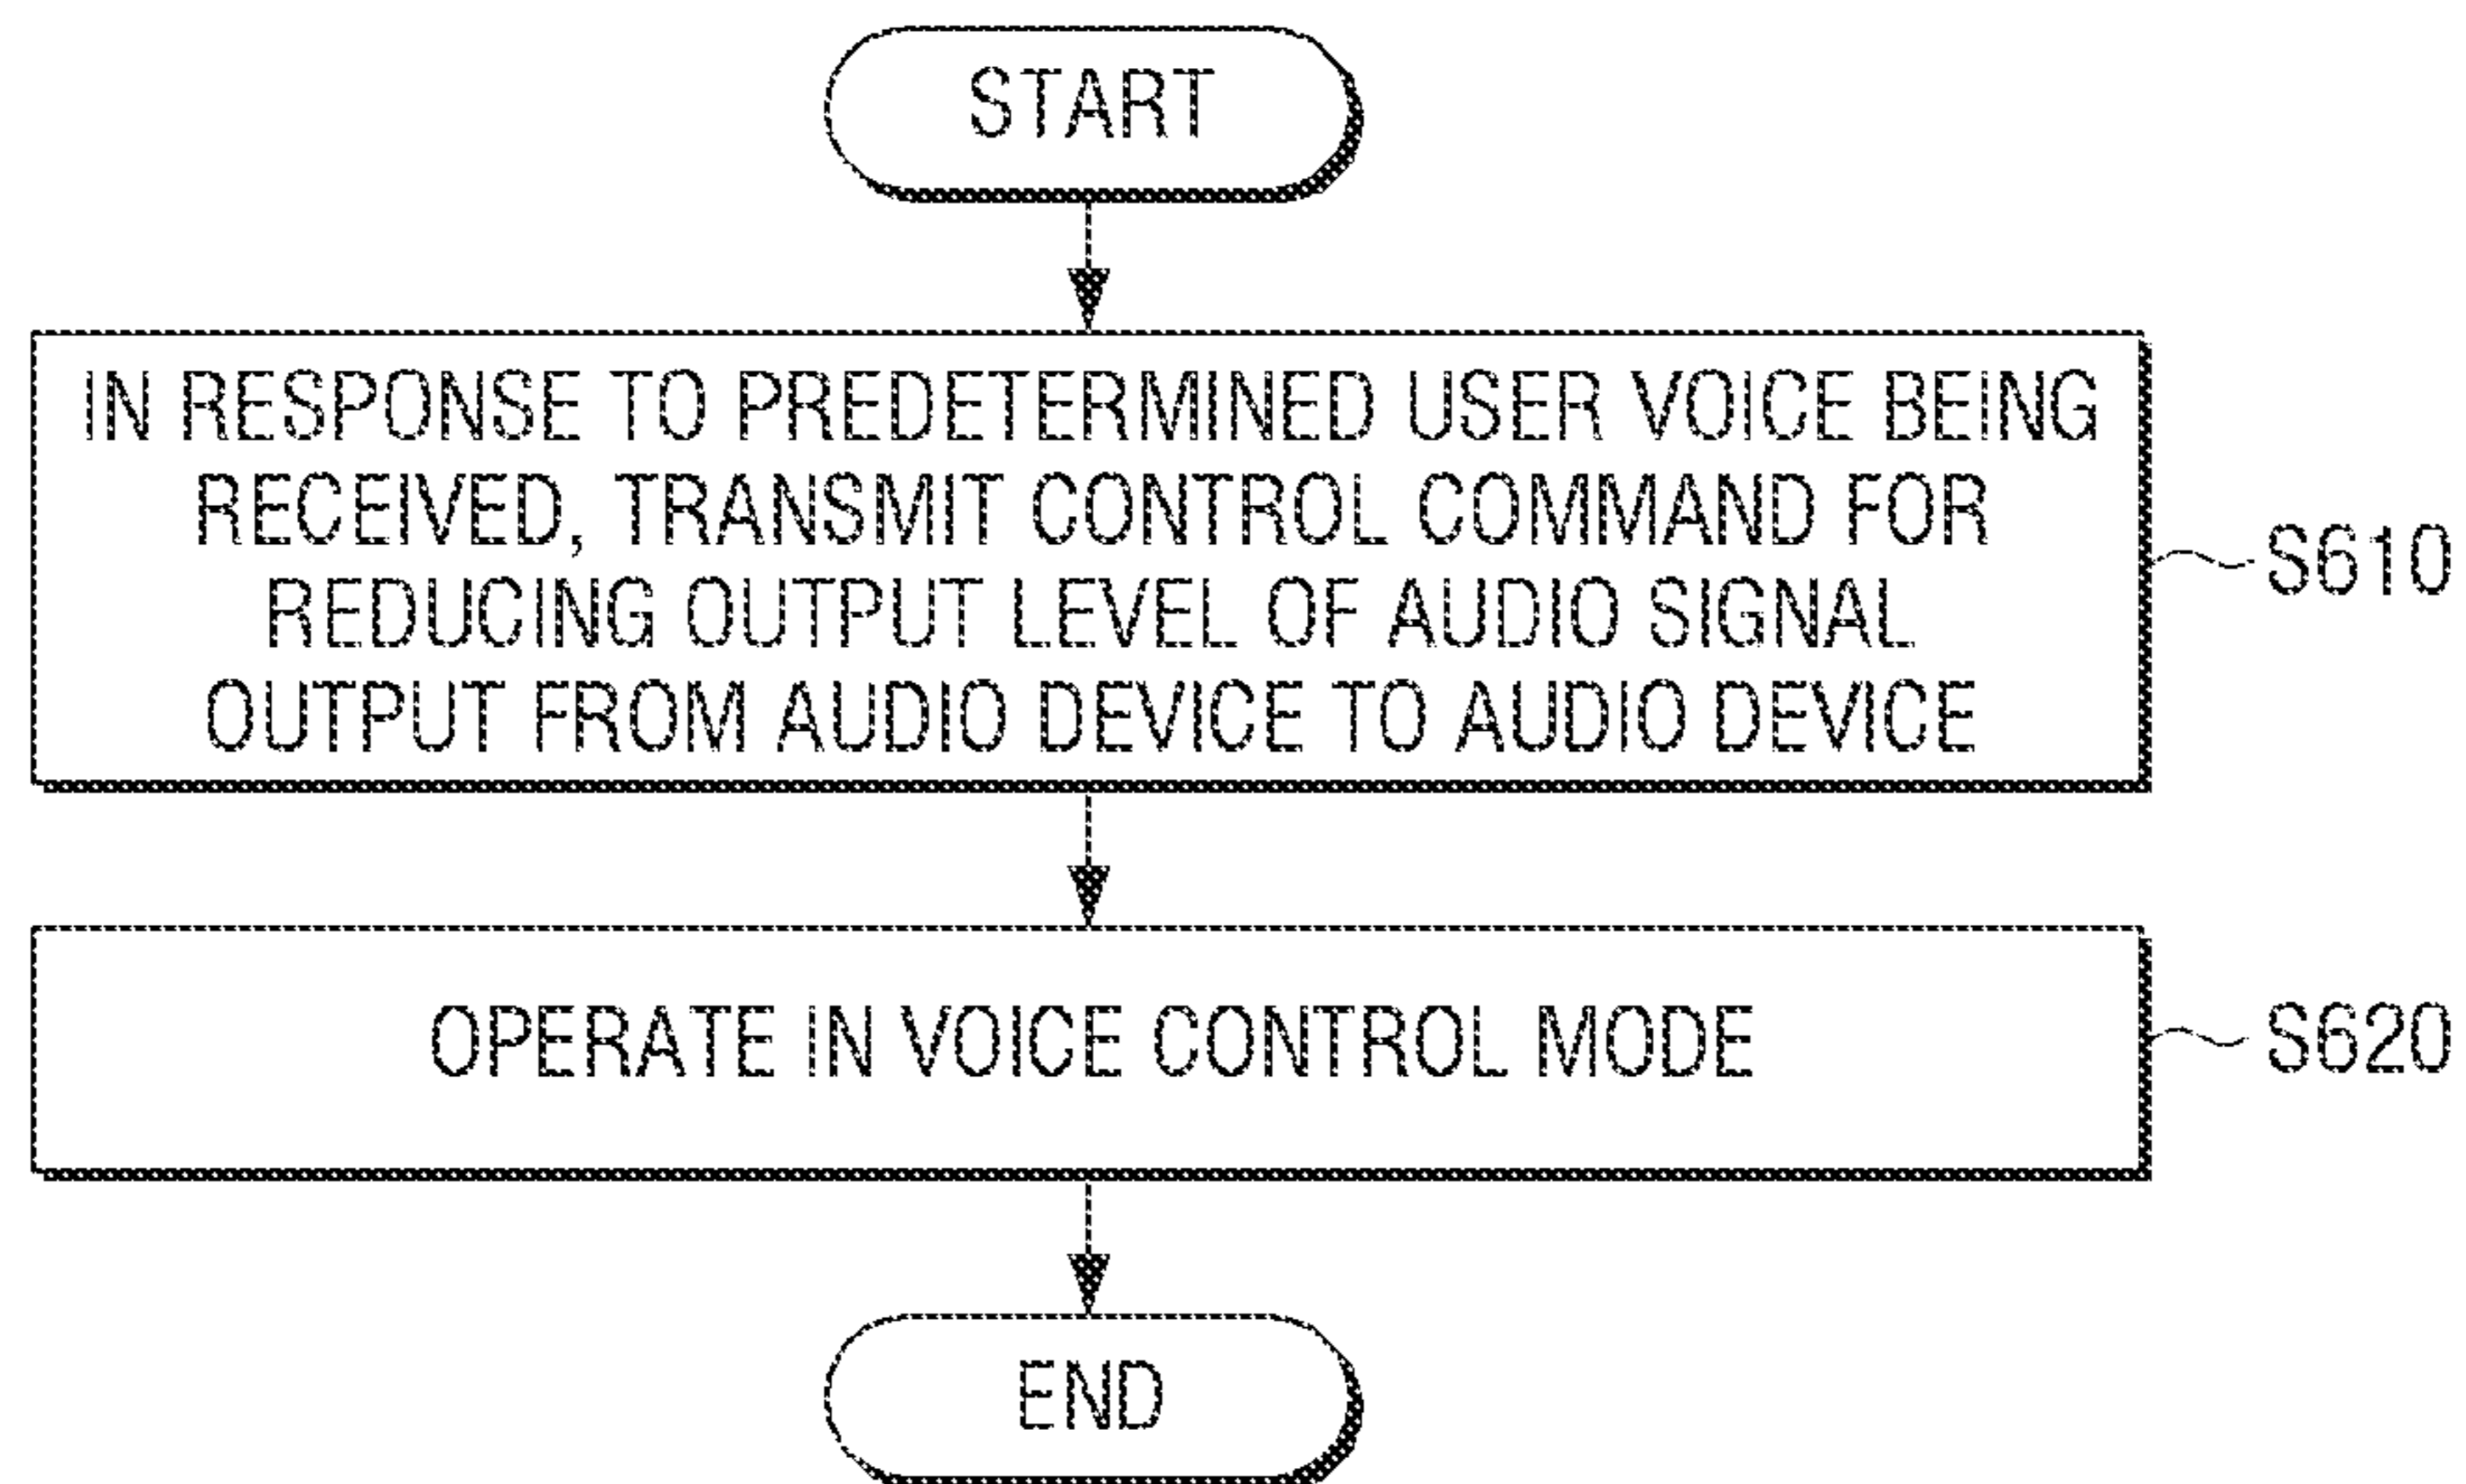 START
IN RESPONSE TO PREDETERMINED USER VOICE BEING
RECEIVED, TRANSMIT CONTROL COMMAND FOR
REDUCING OUTPUT LEVEL OF AUDIO SIGNAL
OUTPUT FROM AUDIO DEVICE TO AUDIO DEVICE
S610
OPERATE IN VOICE CONTROL MODE
S620
END